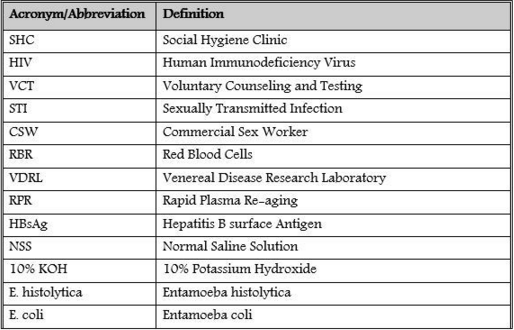 Acronym/Abbreviation Definition
SHC Social Hygiene Clinic
HIV Human Immunodeficiency Virus
VCT Voluntary Counseling and Testing
STI Sexually Transmitted Infection
CSW Commercial Sex Worker
RBR Red Blood Cells
VDRL Venereal Disease Research Laboratory
RPR Rapid Plasma Re-aging
HBsAg Hepatitis B surface Antigen
NSS Normal Saline Solution
10% KOH 10% Potassium Hydroxide
E. histolytica Entamoeba histolytica
E. coli Entamoeba coli